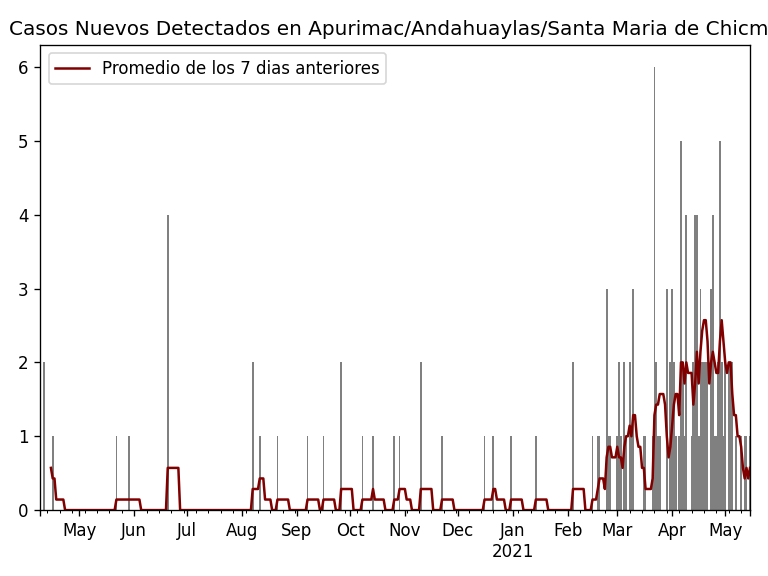 Casos Nuevos Detectados en Apurimac/Andahuaylas/Santa Maria de Chicm
Promedio de los 7 dias anteriores
6
5
4
3
2
1
0
May Jun Jul Aug Sep Oct Nov Dec Jan Feb Mar Apr May
2021